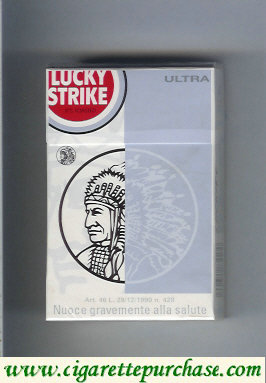 LUCKY
STRIKE
ULTRA
Art. 46 L. 29/12/1990 n. 428
Nuoce gravemente alla salute
www.cigarettepurchase.com